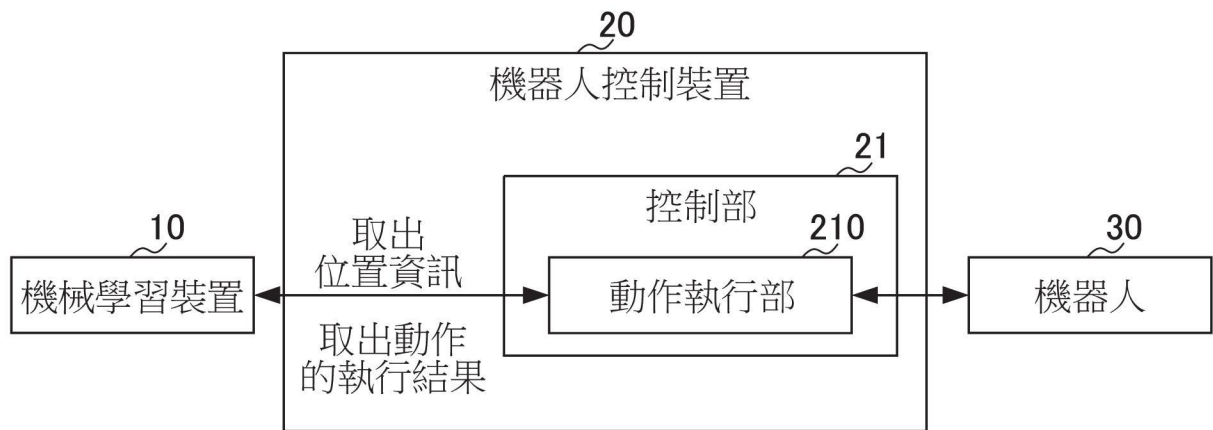 20
機器人控制裝置
21
控制部
10
取出
位置資訊
210
30
機械學習裝置
動作執行部
機器人
取出動作
的執行結果